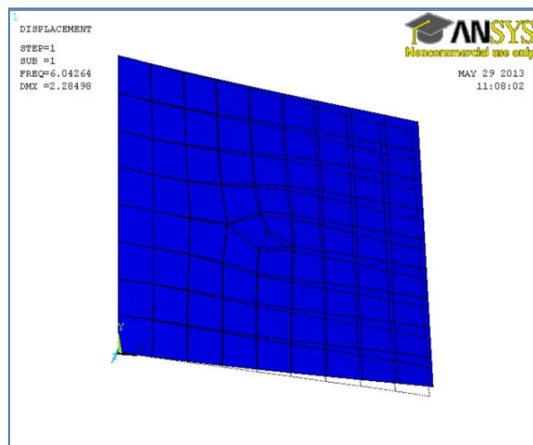 1
DISPLACEMENT
STEP=1
SUB =1
FREQ=6.04264
DMX =2.28498
ANSYS
Noncommercial use only
MAY 29 2013
11:08:02
Y
X